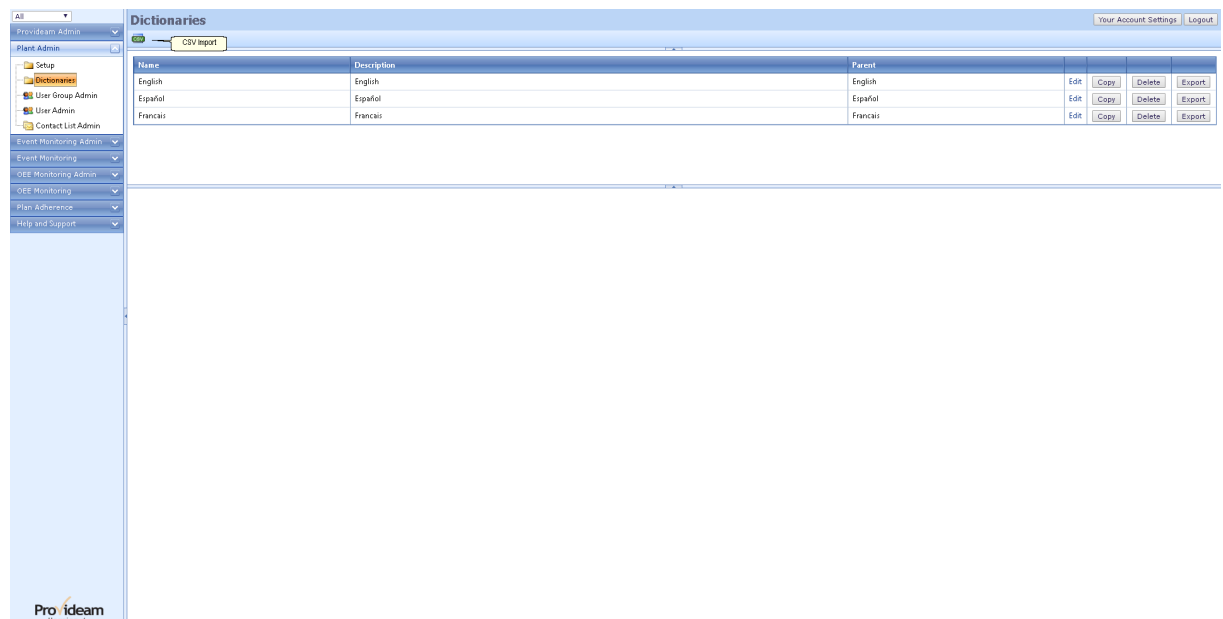 All
Dictionaries
Your Account Settings Logout
Provideam Admin
CSV
CSV Import
Plant Admin
Setup
Dictionaries
User Group Admin
User Admin
Contact List Admin
Event Monitoring Admin
Event Monitoring
OEE Monitoring Admin
OEE Monitoring
Plan Adherence
Help and Support
Name Description Parent
English English English Edit Copy Delete Export
Español Español Español Edit Copy Delete Export
Francais Francais Francais Edit Copy Delete Export
Provideam